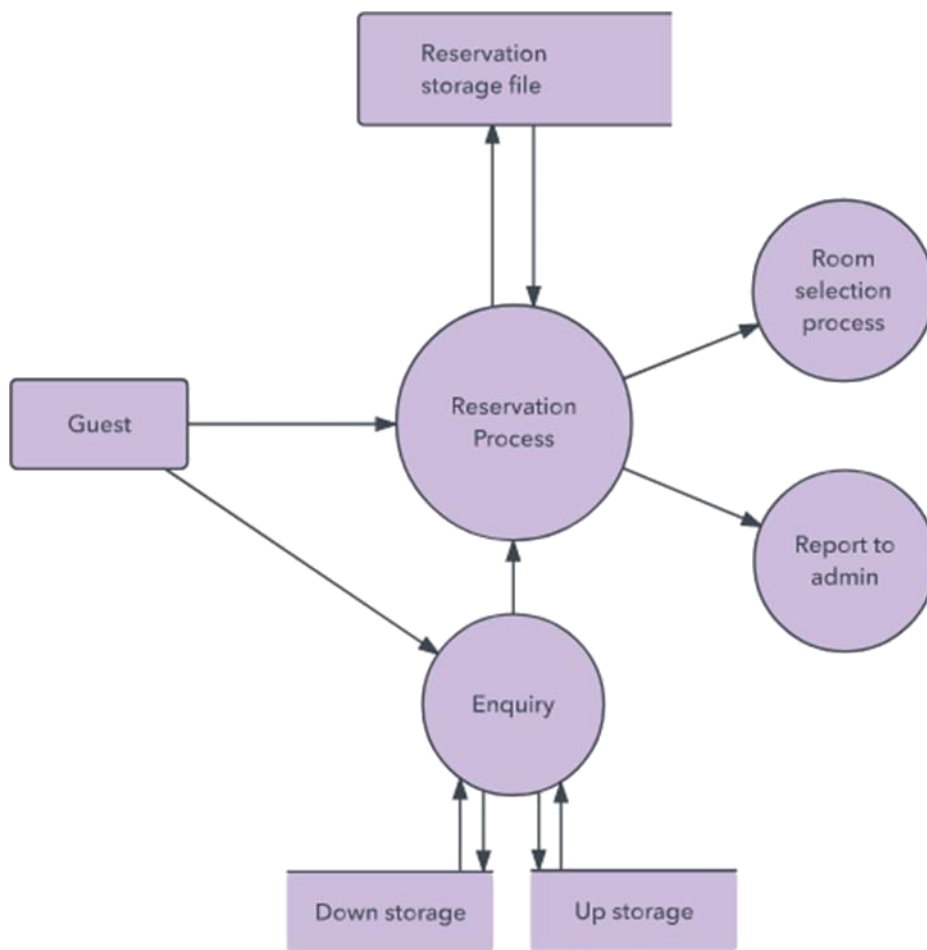 Reservation
storage file
Room
selection
process
Guest
Reservation
Process
Report to
admin
Enquiry
Down storage
Up storage